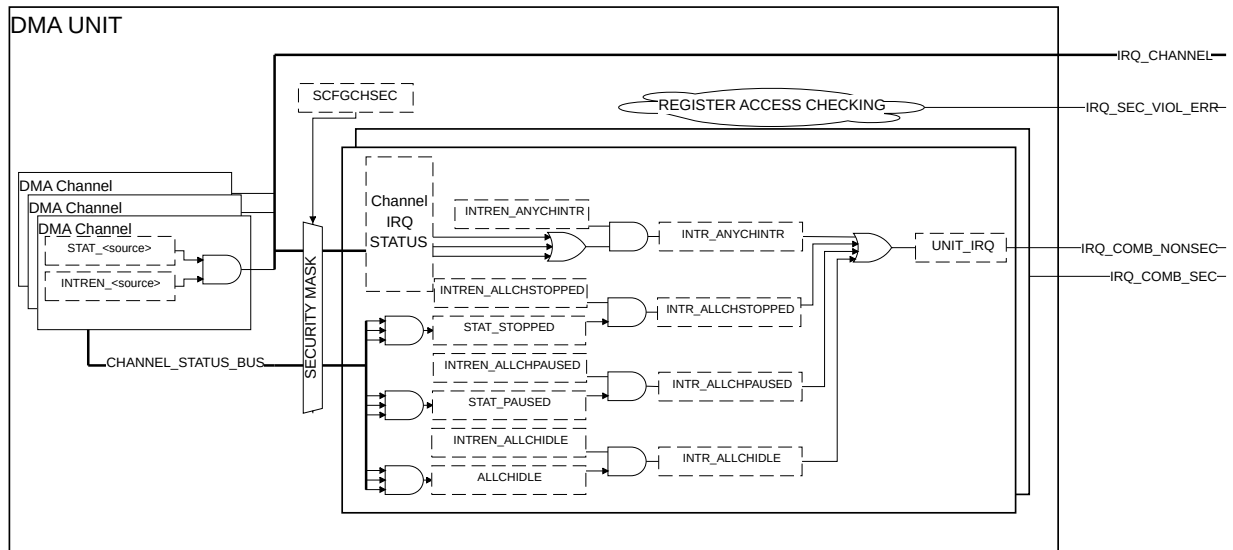 DMA UNIT
IRQ_CHANNEL
SCFGCHSEC
REGISTER ACCESS CHECKING
IRQ_SEC_VIOL_ERR
DMA Channel
DMA Channel
DMA Channel
STAT_<source>
INTREN_<source>
CHANNEL_STATUS_BUS
SECURITY MASK
Channel
IRQ
STATUS
INTREN_ANYCHINTR
INTR_ANYCHINTR
UNIT_IRQ
IRQ_COMB_NONSEC
IRQ_COMB_SEC
INTREN_ALLCHSTOPPED
INTR_ALLCHSTOPPED
STAT_STOPPED
INTREN_ALLCHPAUSED
INTR_ALLCHPAUSED
STAT_PAUSED
INTREN_ALLCHIDLE
INTR_ALLCHIDLE
ALLCHIDLE